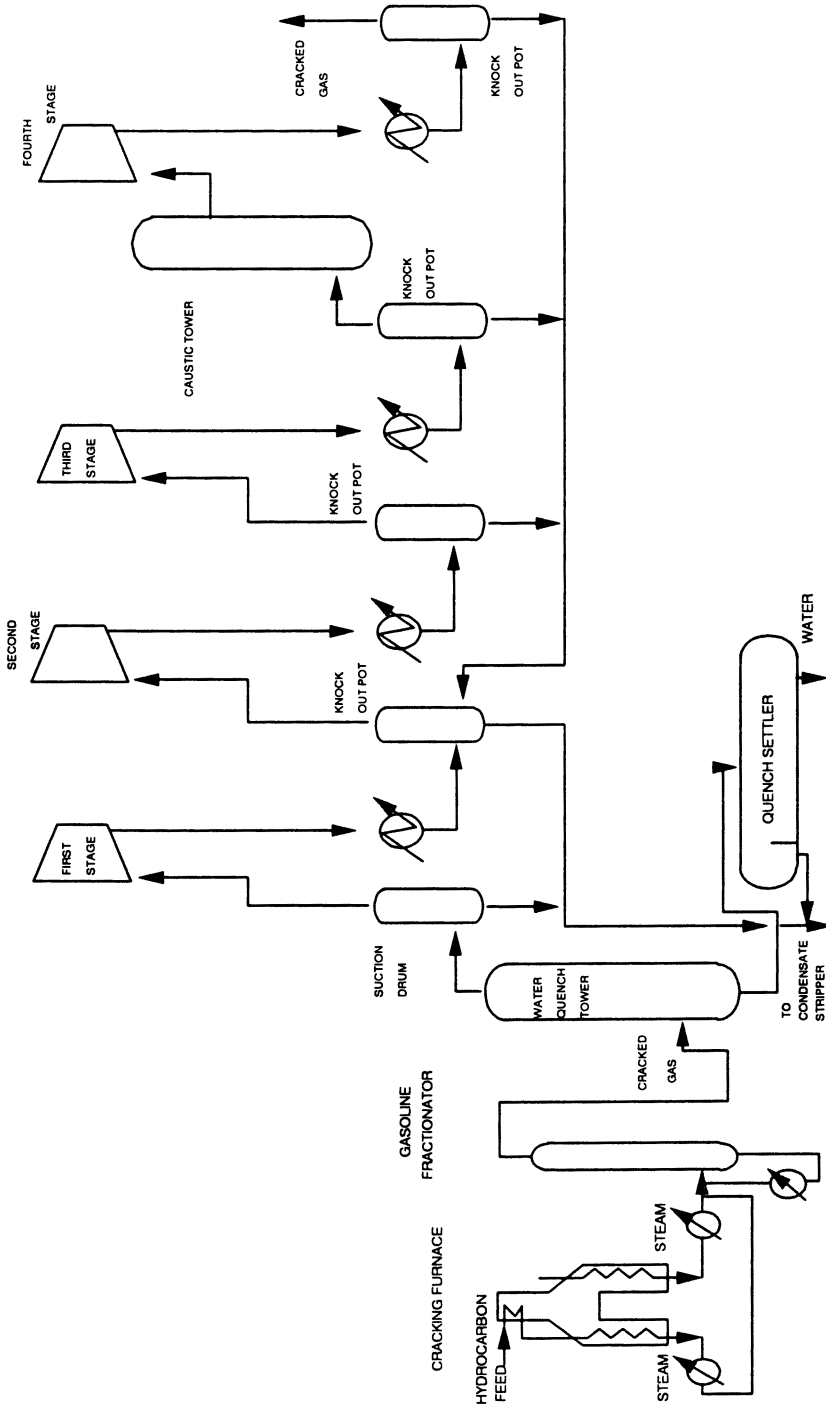 HYDROCARBON
FEED
CRACKING FURNACE
STEAM
STEAM
GASOLINE
FRACTIONATOR
CRACKED
GAS
WATER
QUENCH
TOWER
SUCTION
DRUM
TO
CONDENSATE
STRIPPER
QUENCH SETTLER
WATER
FIRST
STAGE
KNOCK
OUT POT
SECOND
STAGE
KNOCK
OUT POT
THIRD
STAGE
CAUSTIC TOWER
KNOCK
OUT POT
FOURTH
STAGE
CRACKED
GAS
KNOCK
OUT POT